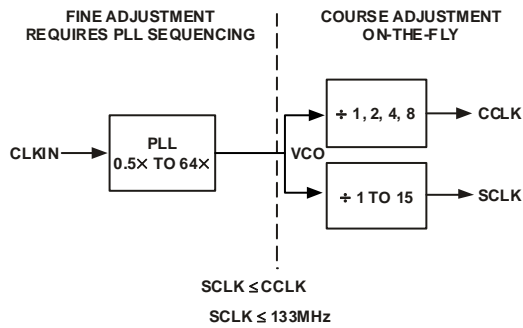 FINE ADJUSTMENT
REQUIRES PLL SEQUENCING
COURSE ADJUSTMENT
ON-THE-FLY
CLKIN
PLL
0.5× TO 64×
VCO
÷ 1, 2, 4, 8
CCLK
÷ 1 TO 15
SCLK
SCLK ≤ CCLK
SCLK ≤ 133MHz